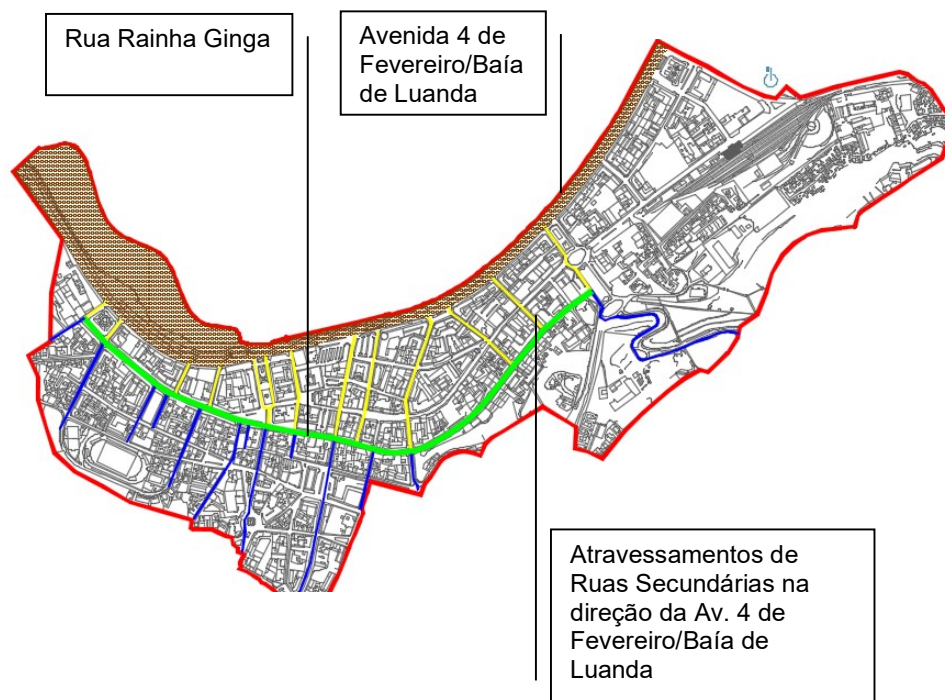 Rua Rainha Ginga
Avenida 4 de
Fevereiro/Baía
de Luanda
Atravessamentos de
Ruas Secundárias na
direção da Av. 4 de
Fevereiro/Baía de
Luanda